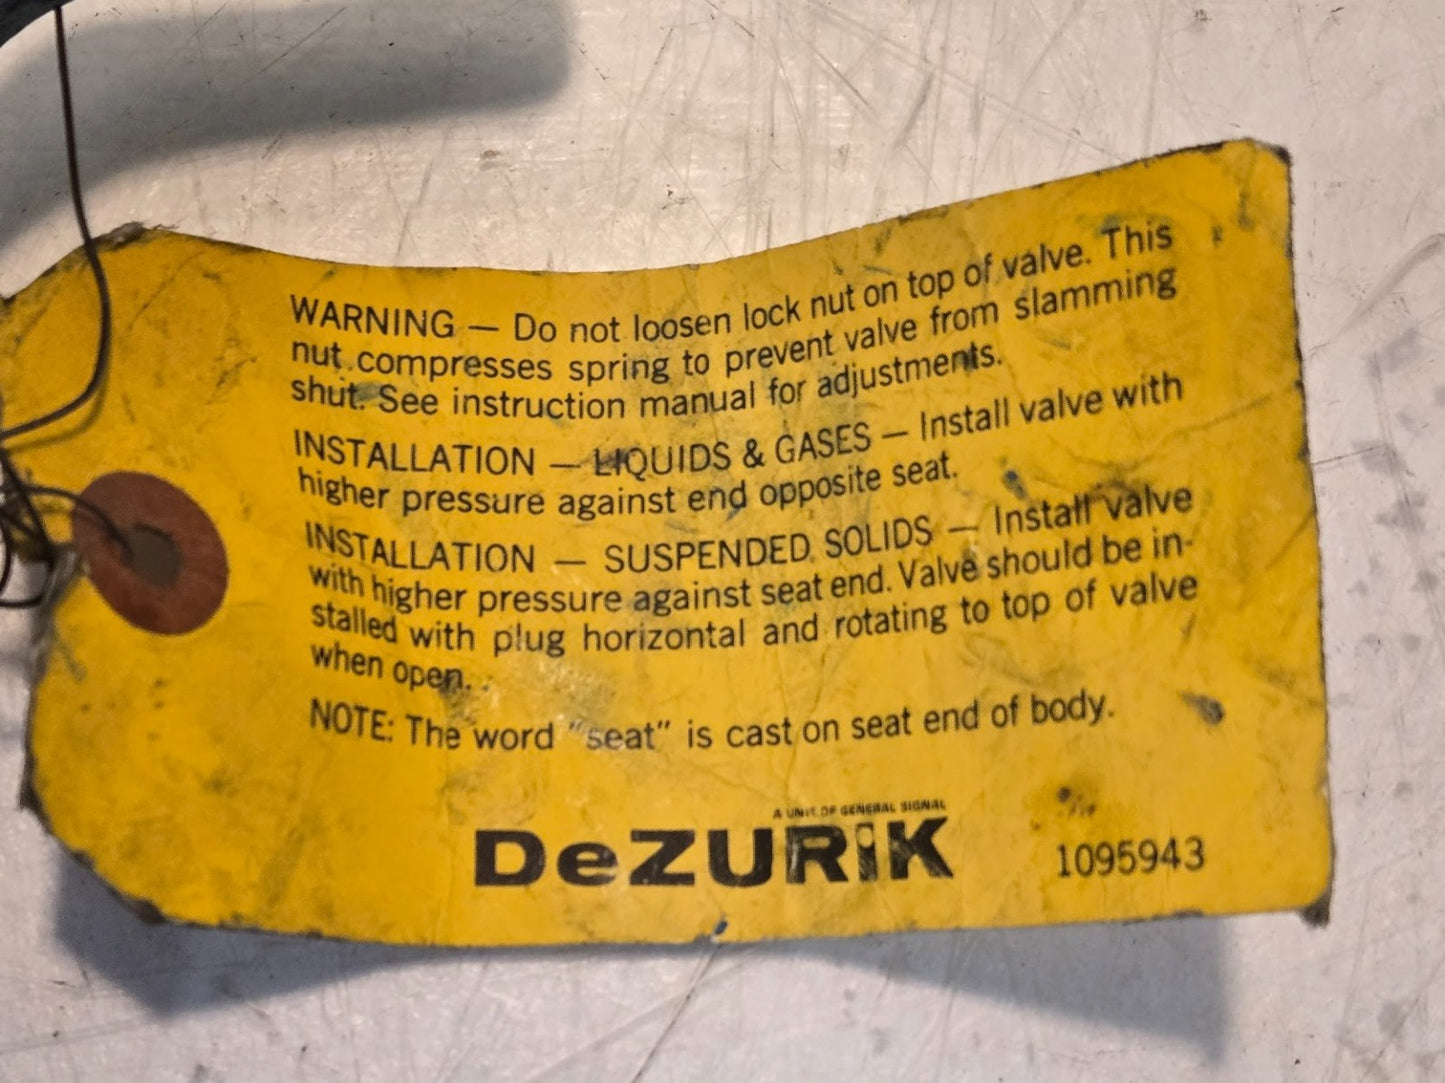 WARNING — Do not loosen lock nut on top of valve. This
nut compresses spring to prevent valve from slamming
shut. See instruction manual for adjustments.
INSTALLATION — LIQUIDS & GASES — Install valve with
higher pressure against end opposite seat.
INSTALLATION — SUSPENDED SOLIDS — Install valve
with higher pressure against seat end. Valve should be in-
stalled with plug horizontal and rotating to top of valve
when open.
NOTE: The word "seat" is cast on seat end of body.
A UNIT OF GENERAL SIGNAL
DeZURiK
1095943